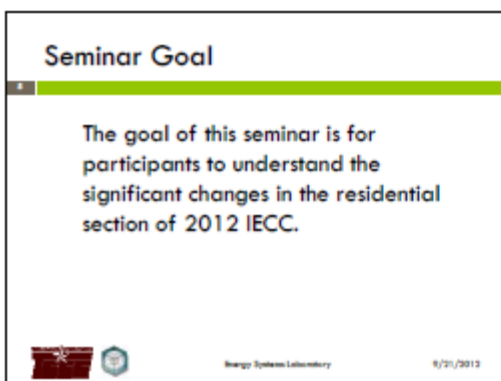 Seminar Goal
8
The goal of this seminar is for
participants to understand the
significant changes in the residential
section of 2012 IECC.
Energy Systems Laboratory
9/21/2012